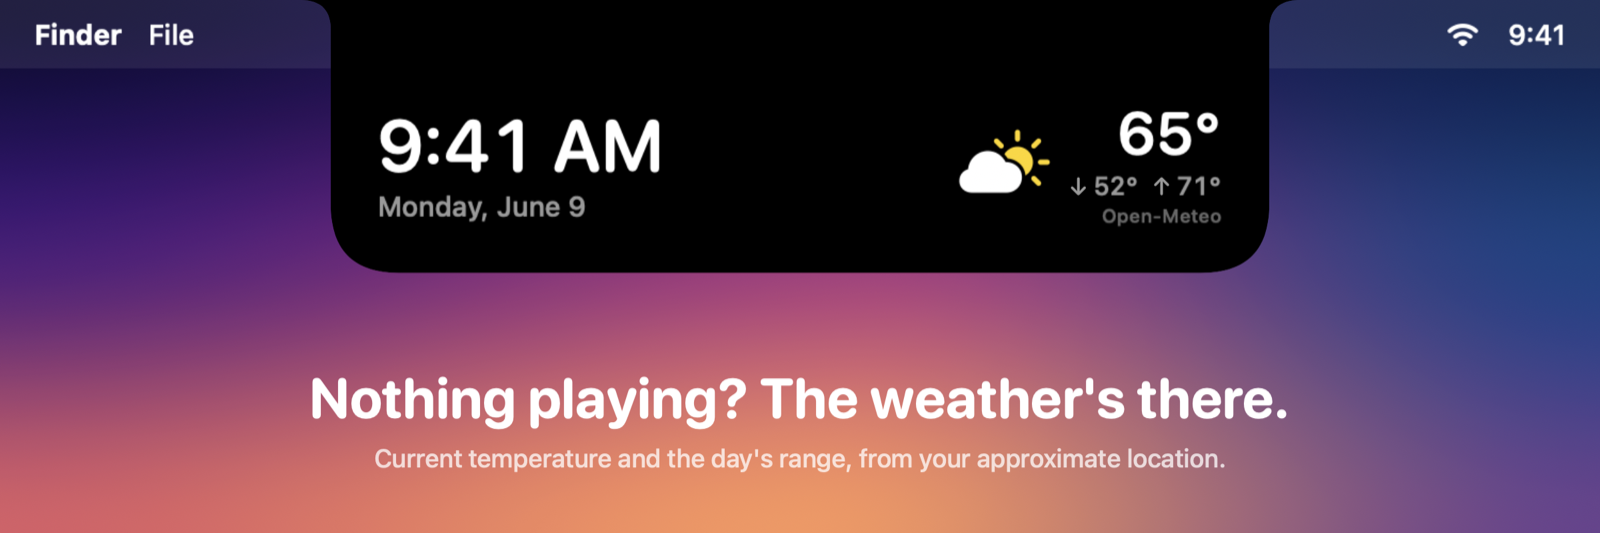 Finder File
9:41
9:41 AM
Monday, June 9
65°
↓ 52° ↑ 71°
Open-Meteo
Nothing playing? The weather's there.
Current temperature and the day's range, from your approximate location.